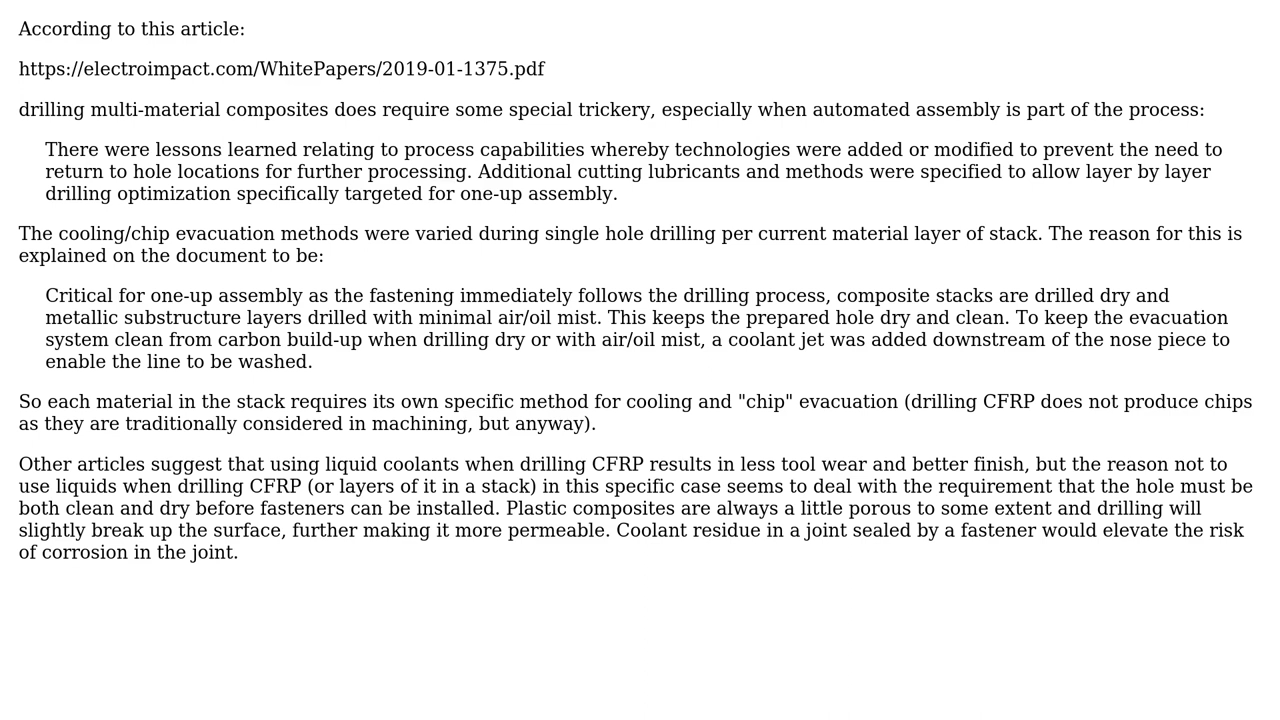 According to this article:
https://electroimpact.com/WhitePapers/2019-01-1375.pdf
drilling multi-material composites does require some special trickery, especially when automated assembly is part of the process:
There were lessons learned relating to process capabilities whereby technologies were added or modified to prevent the need to
return to hole locations for further processing. Additional cutting lubricants and methods were specified to allow layer by layer
drilling optimization specifically targeted for one-up assembly.
The cooling/chip evacuation methods were varied during single hole drilling per current material layer of stack. The reason for this is
explained on the document to be:
Critical for one-up assembly as the fastening immediately follows the drilling process, composite stacks are drilled dry and
metallic substructure layers drilled with minimal air/oil mist. This keeps the prepared hole dry and clean. To keep the evacuation
system clean from carbon build-up when drilling dry or with air/oil mist, a coolant jet was added downstream of the nose piece to
enable the line to be washed.
So each material in the stack requires its own specific method for cooling and "chip" evacuation (drilling CFRP does not produce chips
as they are traditionally considered in machining, but anyway).
Other articles suggest that using liquid coolants when drilling CFRP results in less tool wear and better finish, but the reason not to
use liquids when drilling CFRP (or layers of it in a stack) in this specific case seems to deal with the requirement that the hole must be
both clean and dry before fasteners can be installed. Plastic composites are always a little porous to some extent and drilling will
slightly break up the surface, further making it more permeable. Coolant residue in a joint sealed by a fastener would elevate the risk
of corrosion in the joint.